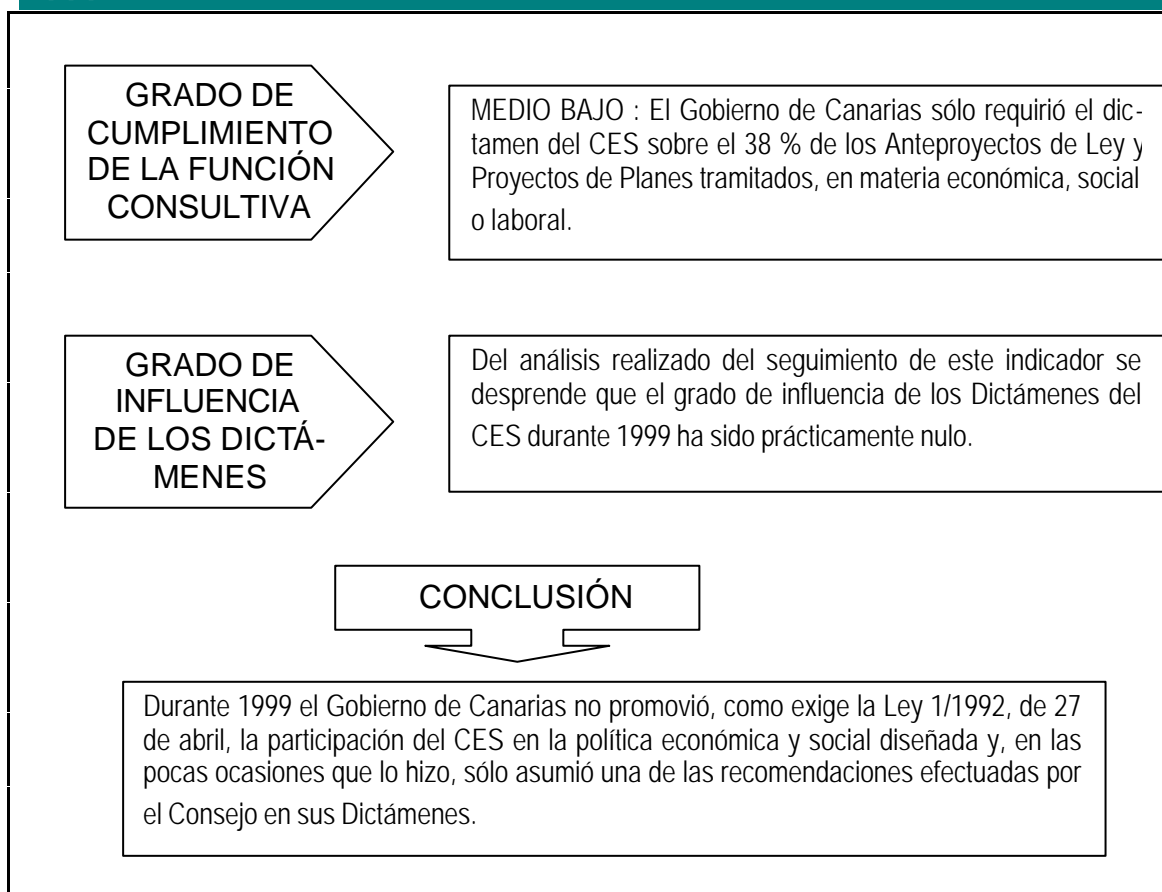 GRADO DE
CUMPLIMIENTO
DE LA FUNCIÓN
CONSULTIVA
MEDIO BAJO : El Gobierno de Canarias sólo requirió el dic-
tamen del CES sobre el 38 % de los Anteproyectos de Ley y
Proyectos de Planes tramitados, en materia económica, social
o laboral.
GRADO DE
INFLUENCIA
DE LOS DICTÁ-
MENES
Del análisis realizado del seguimiento de este indicador se
desprende que el grado de influencia de los Dictámenes del
CES durante 1999 ha sido prácticamente nulo.
CONCLUSIÓN
Durante 1999 el Gobierno de Canarias no promovió, como exige la Ley 1/1992, de 27
de abril, la participación del CES en la política económica y social diseñada y, en las
pocas ocasiones que lo hizo, sólo asumió una de las recomendaciones efectuadas por
el Consejo en sus Dictámenes.